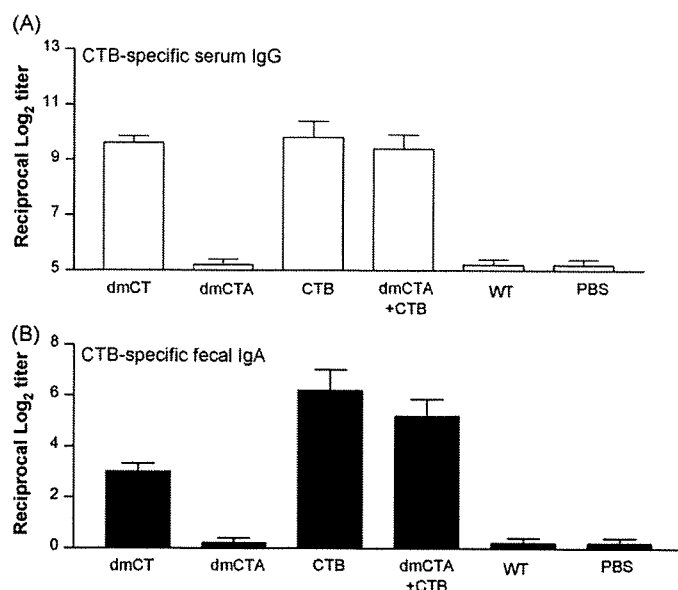 (A)
CTB-specific serum IgG
Reciprocal Log₂ titer
13
11
9
7
5
dmCT dmCTA CTB dmCTA +CTB WT PBS
(B)
CTB-specific fecal IgA
Reciprocal Log₂ titer
8
6
4
2
0
dmCT dmCTA CTB dmCTA +CTB WT PBS